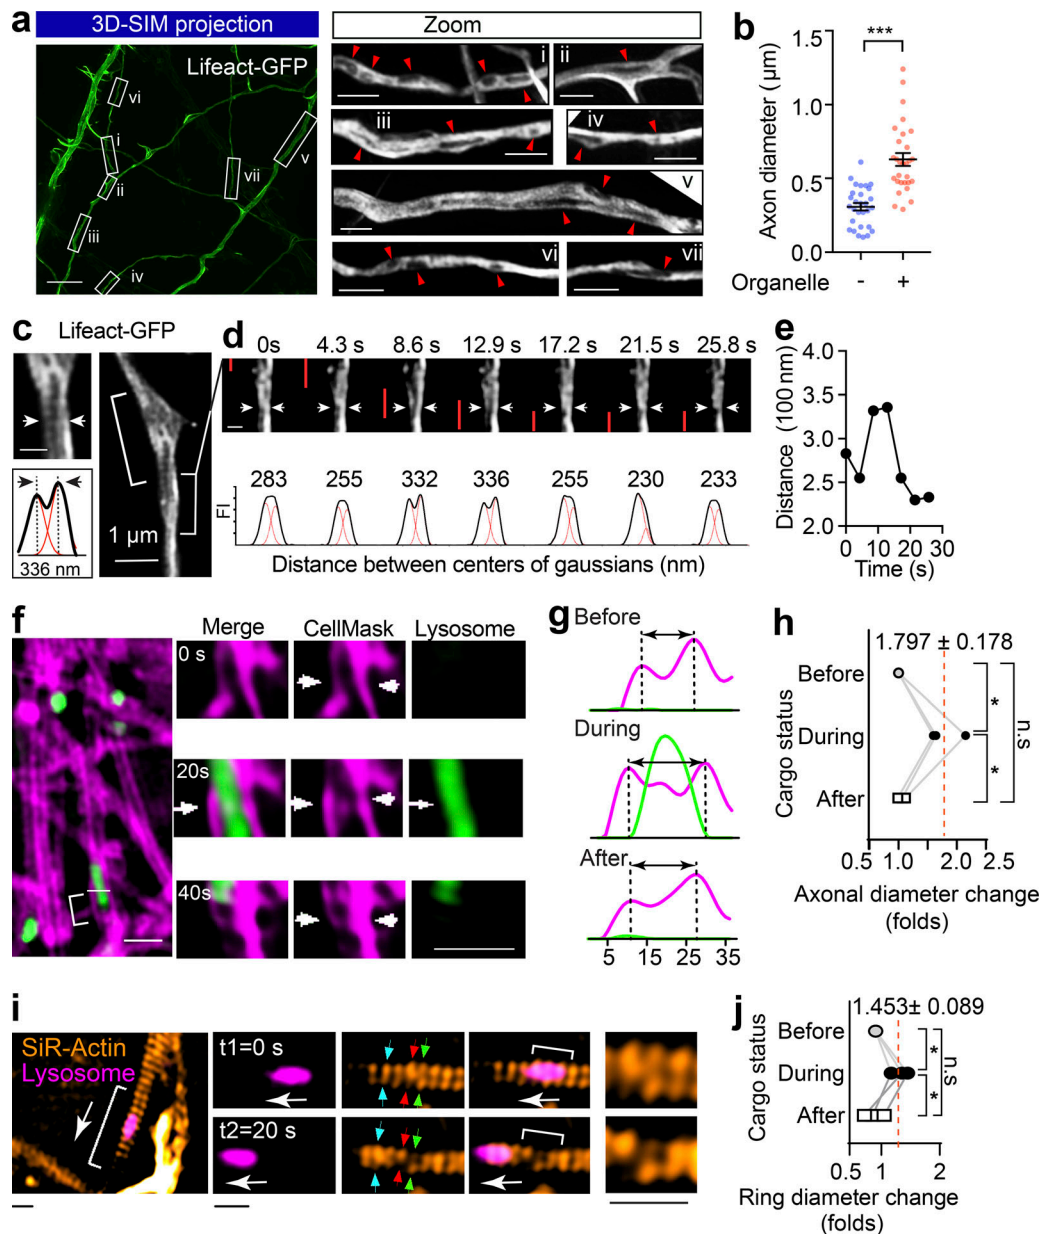 a
3D-SIM projection
Zoom
Lifeact-GFP
vi
i
ii
iii
iv
v
vii
i
ii
iii
iv
v
vi
vii
b
***
Axon diameter (µm)
1.5
1.0
0.5
0.0
Organelle - +
c
Lifeact-GFP
336 nm
1 µm
d
0s 4.3 s 8.6 s 12.9 s 17.2 s 21.5 s 25.8 s
283 255 332 336 255 230 233
FI
Distance between centers of gaussians (nm)
e
Distance (100 nm)
4.0
3.5
3.0
2.5
2.0
0 10 20 30
Time (s)
f
Merge CellMask Lysosome
0 s
20s
40s
g
Before
During
After
5 15 25 35
h
1.797 ± 0.178
Cargo status
Before
During
After
*
*
n.s
0.5 1.0 1.5 2.0 2.5
Axonal diameter change
(folds)
i
SiR-Actin
Lysosome
t1=0 s
t2=20 s
j
1.453± 0.089
Cargo status
Before
During
After
*
*
n.s
0.5 1 2
Ring diameter change
(folds)